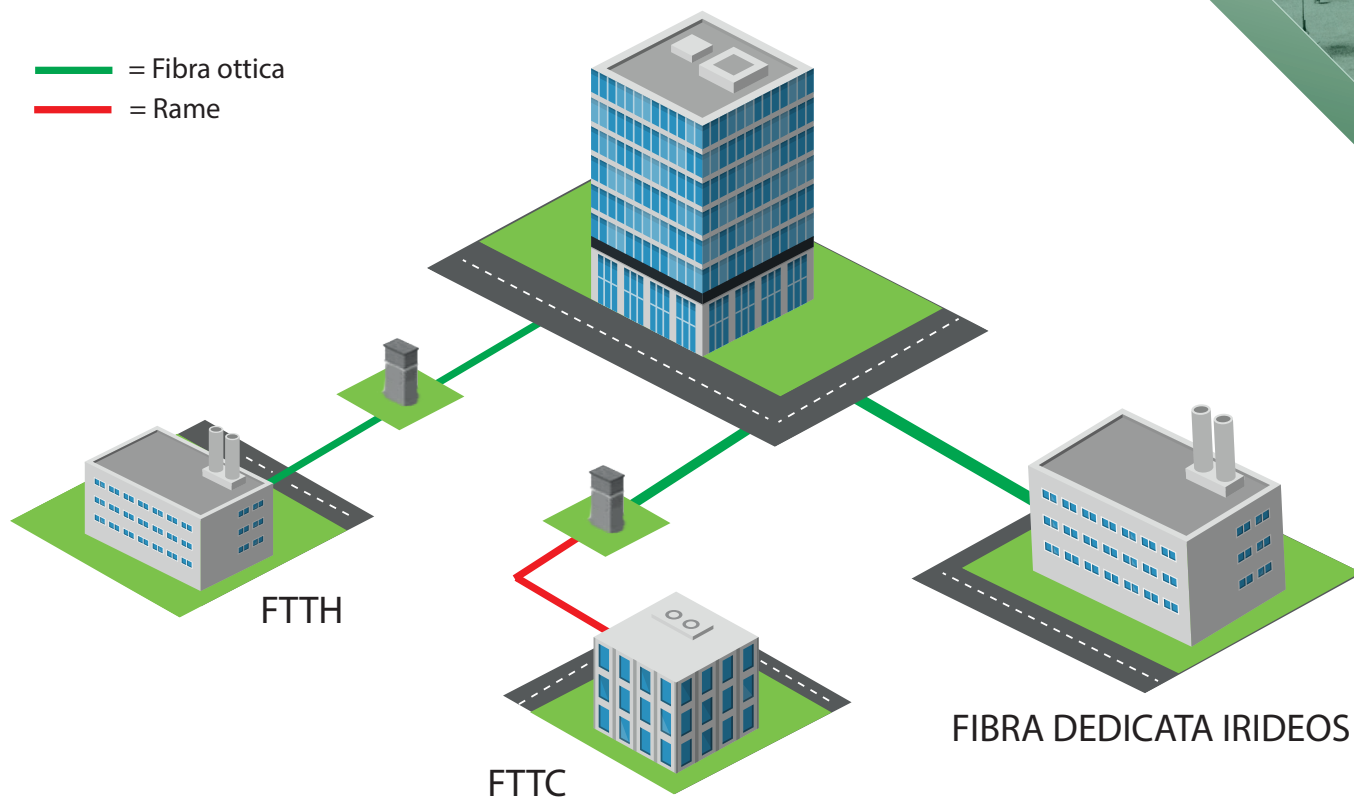 = Fibra ottica
= Rame
FTTH
FTTC
FIBRA DEDICATA IRIDEOS